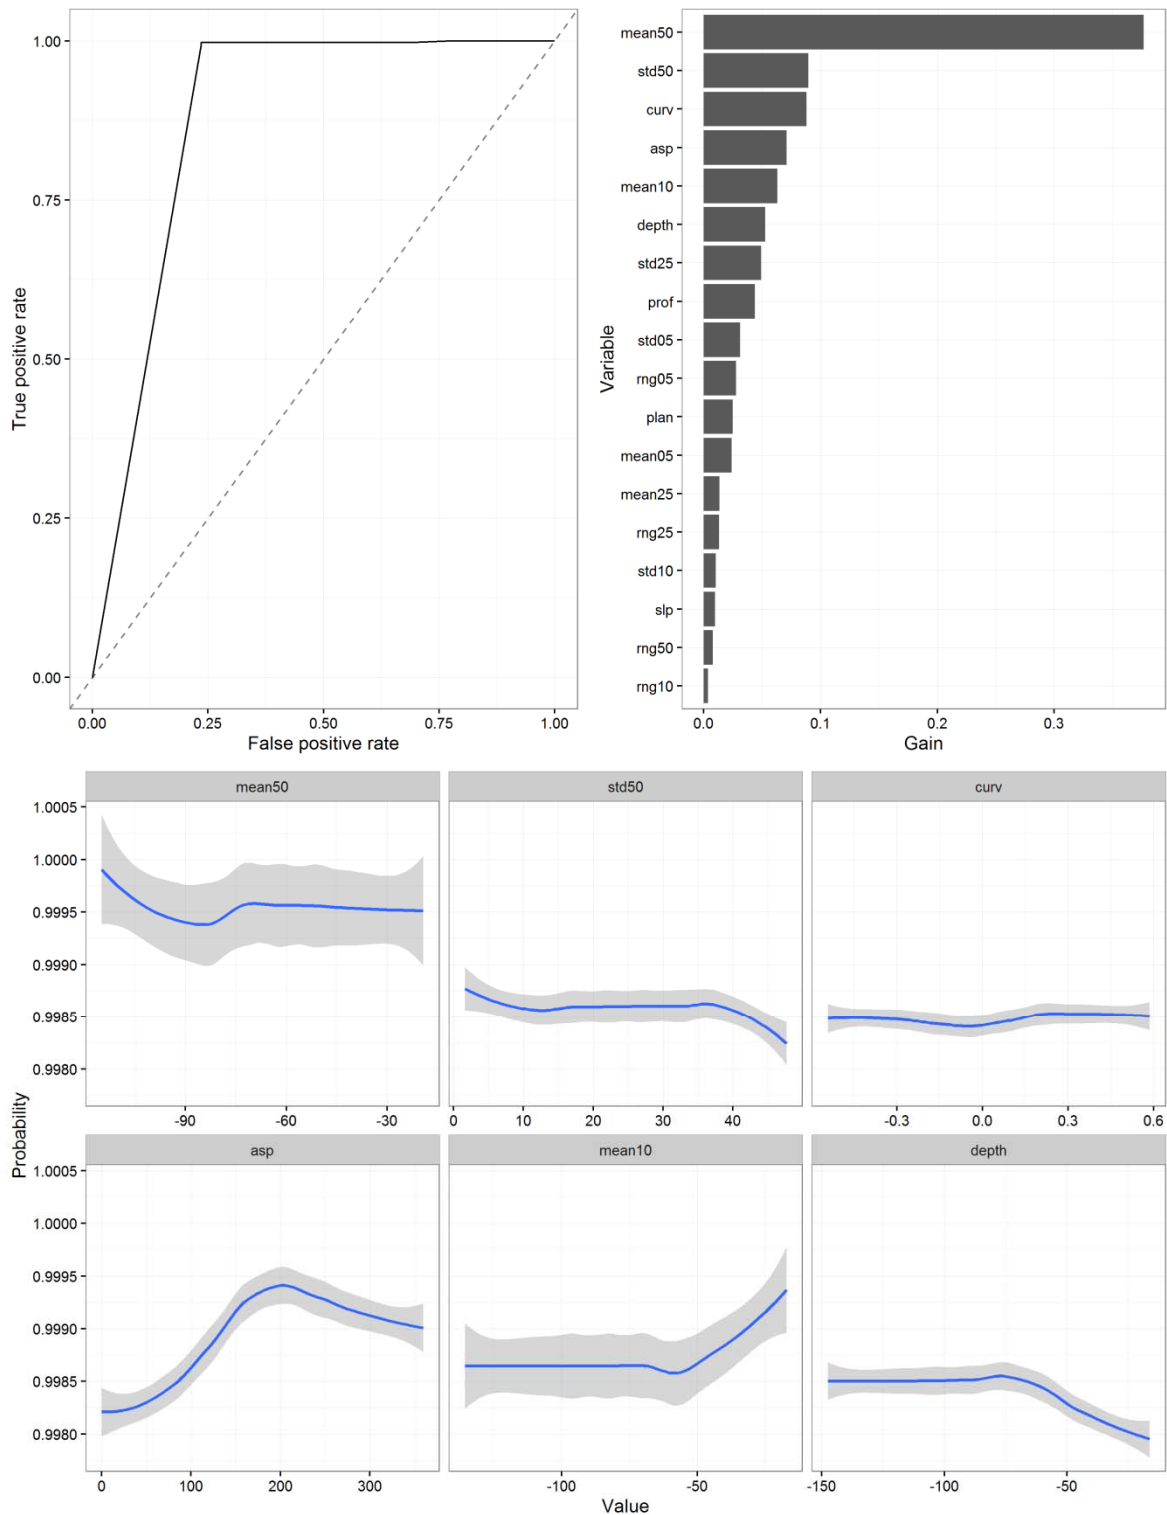 1.00
0.75
0.50
0.25
0.00
True positive rate
0.00 0.25 0.50 0.75 1.00
False positive rate
mean50
std50
curv
asp
mean10
depth
std25
prof
std05
rng05
plan
mean05
mean25
rng25
std10
slp
rng50
rng10
Variable
0.0 0.1 0.2 0.3
Gain
mean50 std50 curv
1.0005
1.0000
0.9995
0.9990
0.9985
0.9980
-90 -60 -30 0 10 20 30 40 -0.3 0.0 0.3 0.6
Probability
asp mean10 depth
1.0005
1.0000
0.9995
0.9990
0.9985
0.9980
0 100 200 300 -100 -50 -150 -100 -50
Value